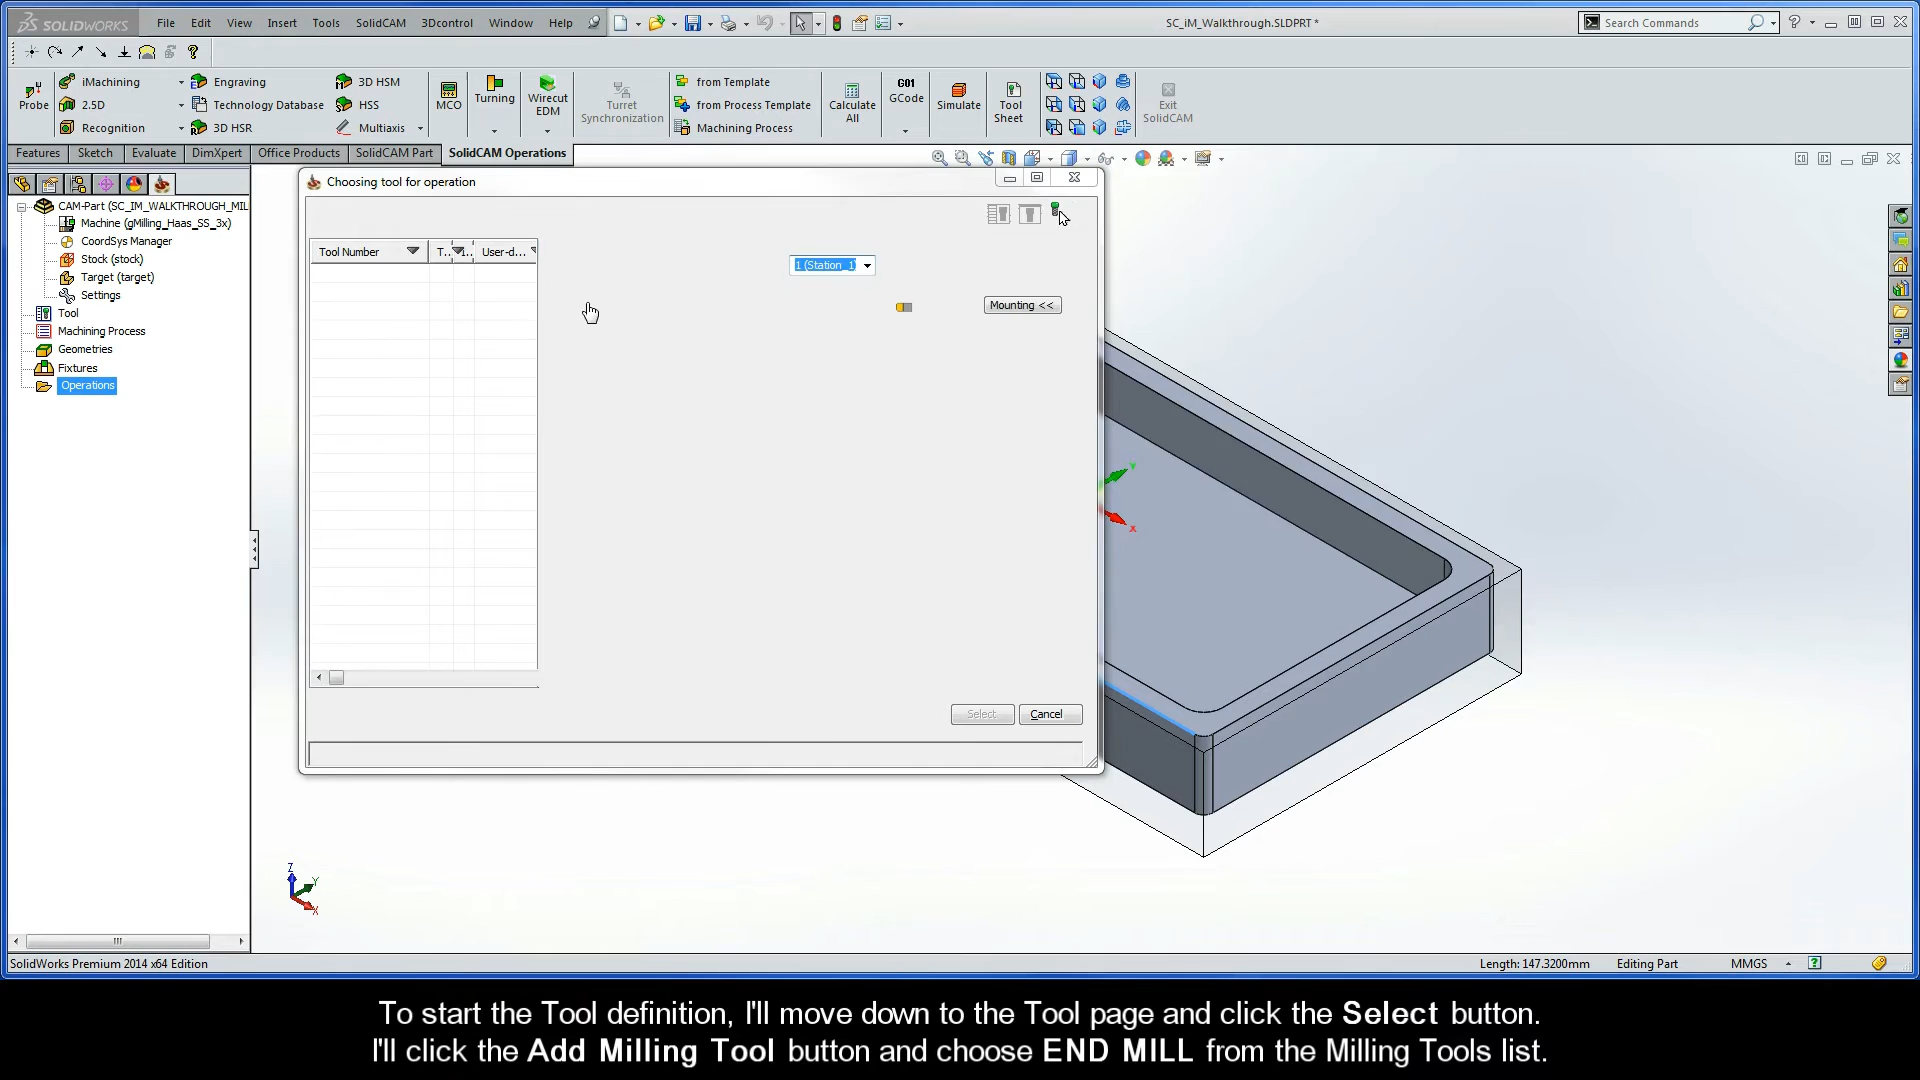 SOLIDWORKS File Edit View Insert Tools SolidCAM 3Dcontrol Window Help SC_iM_Walkthrough.SLDPRT * Search Commands
iMachining Engraving 3D HSM from Template
Probe 2.5D Technology Database HSS MCO Turning Wirecut EDM Turret Synchronization from Process Template Calculate All G01 GCode Simulate Tool Sheet Exit SolidCAM
Recognition 3D HSR Multiaxis Machining Process
Features Sketch Evaluate DimXpert Office Products SolidCAM Part SolidCAM Operations
Choosing tool for operation
CAM-Part (SC_IM_WALKTHROUGH_MIL
Machine (gMilling_Haas_SS_3x)
CoordSys Manager
Stock (stock)
Target (target)
Settings
Tool
Machining Process
Geometries
Fixtures
Operations
Tool Number T.. User-d...
1 (Station_1)
Mounting <<
Select Cancel
Y
X
Z
Y
X
SolidWorks Premium 2014 x64 Edition Length: 147.3200mm Editing Part MMGS
To start the Tool definition, I'll move down to the Tool page and click the Select button.
I'll click the Add Milling Tool button and choose END MILL from the Milling Tools list.